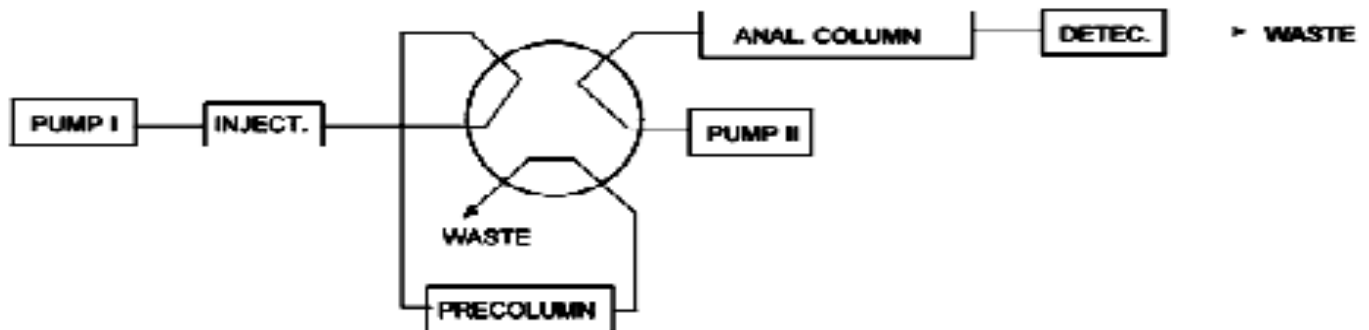 ANAL. COLUMN
DETEC.
WASTE
PUMP I
INJECT.
PUMP II
WASTE
PRECOLUMN